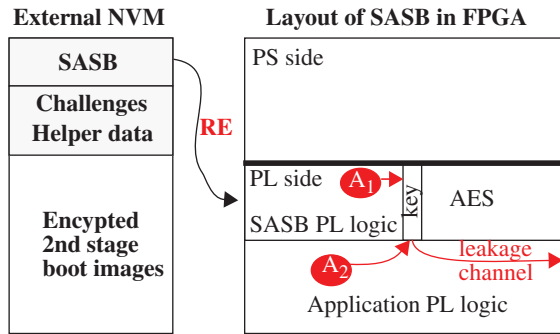 External NVM
SASB
Challenges
Helper data
Encypted
2nd stage
boot images
RE
Layout of SASB in FPGA
PS side
PL side
A1
SASB PL logic
key
AES
A2
leakage
channel
Application PL logic